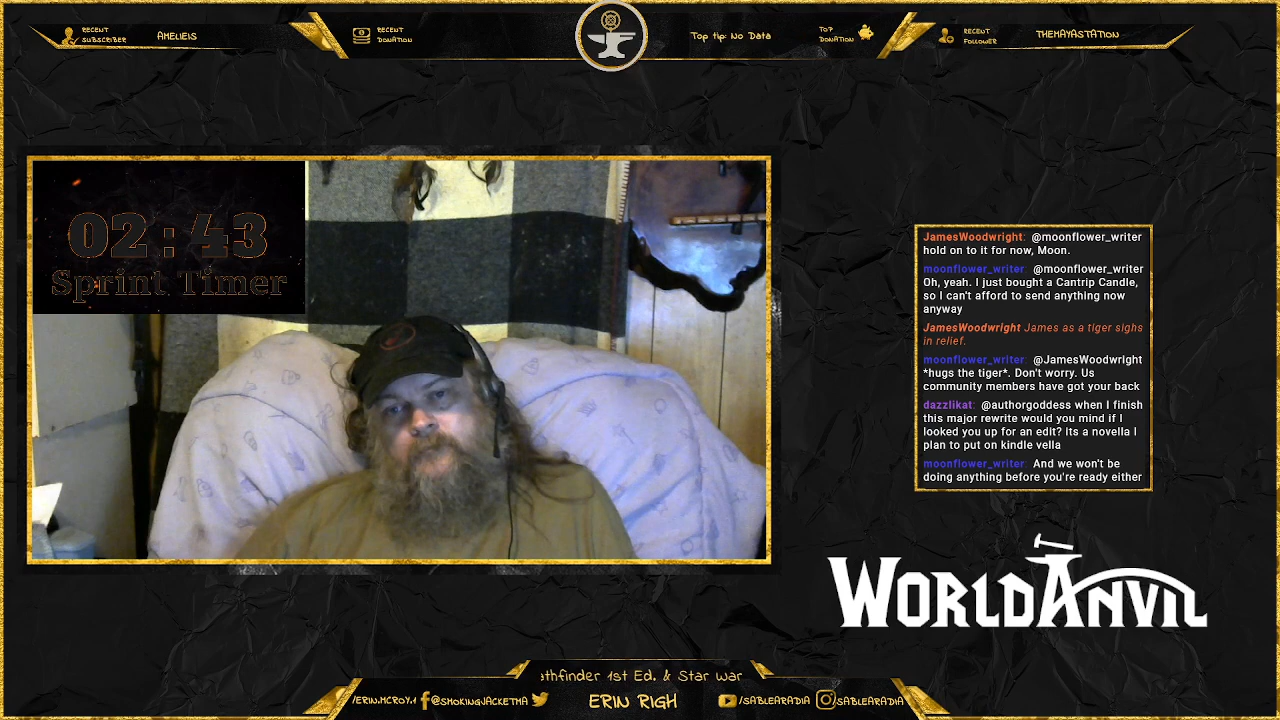 RECENT
SUBSCRIBER
AMELIEIS
RECENT
DONATION
Top tip: No Data
TOP
DONATION
RECENT
FOLLOWER
THEMAYASTATION
02:43
Sprint Timer
JamesWoodwright: @moonflower_writer
hold on to it for now, Moon.
moonflower_writer: @moonflower_writer
Oh, yeah. I just bought a Cantrip Candle,
so I can't afford to send anything now
anyway
JamesWoodwright James as a tiger sighs
in relief.
moonflower_writer: @JamesWoodwright
*hugs the tiger*. Don't worry. Us
community members have got your back
dazzlikat: @authorgoddess when I finish
this major rewrite would you mind if I
looked you up for an edit? Its a novella I
plan to put on kindle vella
moonflower_writer: And we won't be
doing anything before you're ready either
WORLDANVIL
athfinder 1st Ed. & Star War
/ERIN.MCROY.1
@SMOKINGJACKETMA
ERIN RIGH
/SABLEARADIA
/SABLEARADIA